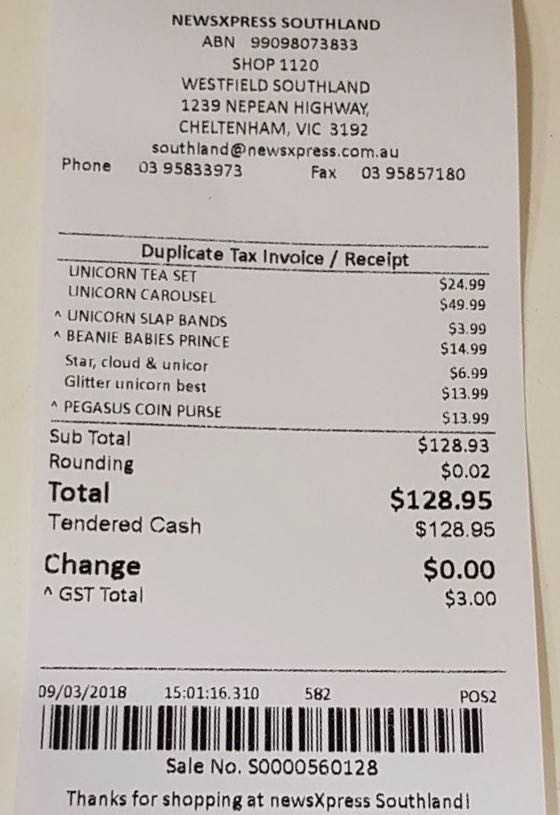 NEWSXPRESS SOUTHLAND
ABN 99098073833
SHOP 1120
WESTFIELD SOUTHLAND
1239 NEPEAN HIGHWAY,
CHELTENHAM, VIC 3192
southland@newsxpress.com.au
Phone 03 95833973 Fax 03 95857180
Duplicate Tax Invoice / Receipt
UNICORN TEA SET $24.99
UNICORN CAROUSEL $49.99
^ UNICORN SLAP BANDS $3.99
^ BEANIE BABIES PRINCE $14.99
Star, cloud & unicor $6.99
Glitter unicorn best $13.99
^ PEGASUS COIN PURSE $13.99
Sub Total $128.93
Rounding $0.02
Total $128.95
Tendered Cash $128.95
Change $0.00
^ GST Total $3.00
09/03/2018 15:01:16.310 582 POS2
Sale No. S0000560128
Thanks for shopping at newsXpress Southland!